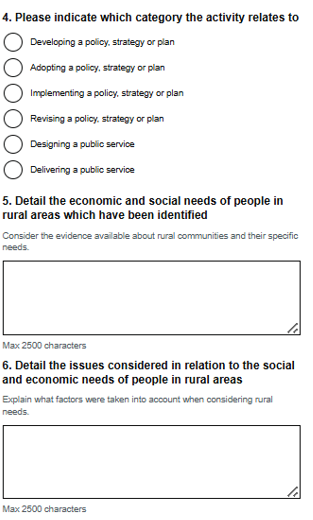 4. Please indicate which category the activity relates to
Developing a policy, strategy or plan
Adopting a policy, strategy or plan
Implementing a policy, strategy or plan
Revising a policy, strategy or plan
Designing a public service
Delivering a public service
5. Detail the economic and social needs of people in
rural areas which have been identified
Consider the evidence available about rural communities and their specific
needs.
Max 2500 characters
6. Detail the issues considered in relation to the social
and economic needs of people in rural areas
Explain what factors were taken into account when considering rural
needs.
Max 2500 characters